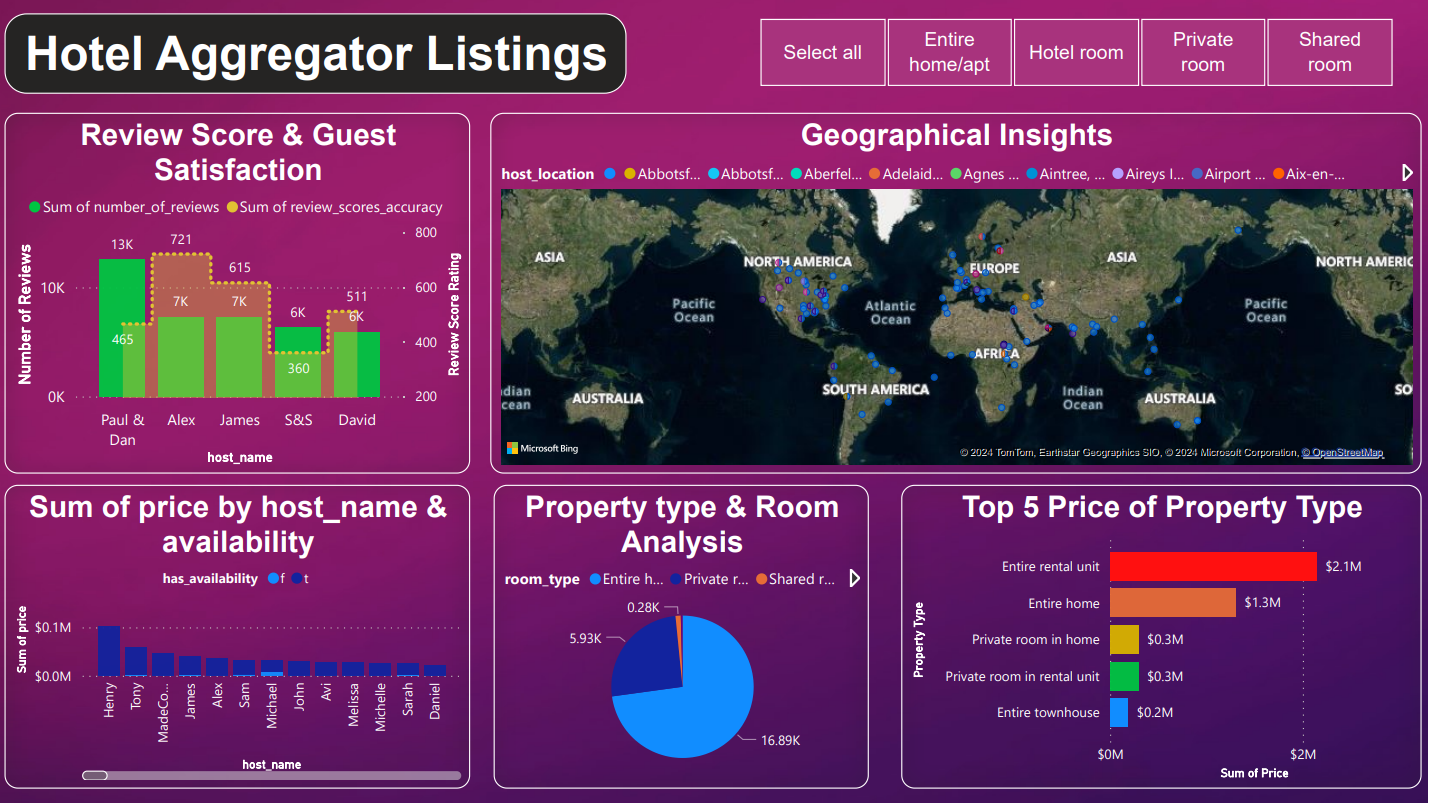 Hotel Aggregator Listings
Select all
Entire
home/apt
Hotel room
Private
room
Shared
room
Review Score & Guest
Satisfaction
Sum of number_of_reviews
Sum of review_scores_accuracy
Number of Reviews
10K
0K
13K
465
721
7K
615
7K
6K
360
511
6K
800
600
400
200
Review Score Rating
Paul &
Dan
Alex
James
S&S
David
host_name
Geographical Insights
host_location
Abbotsf...
Abbotsf...
Aberfel...
Adelaid...
Agnes ...
Aintree, ...
Aireys I...
Airport ...
Aix-en-...
ASIA
NORTH AMERICA
EUROPE
ASIA
NORTH AMERICA
Pacific
Ocean
Atlantic
Ocean
Pacific
Ocean
AFRICA
SOUTH AMERICA
SO
ndian
cean
AUSTRALIA
Indian
Ocean
AUSTRALIA
Microsoft Bing
© 2024 TomTom, Earthstar Geographics SIO, © 2024 Microsoft Corporation, © OpenStreetMap
Sum of price by host_name &
availability
has_availability
f
t
Sum of price
$0.1M
$0.0M
Henry
Tony
MadeCo...
James
Alex
Sam
Michael
John
Avi
Melissa
Michelle
Sarah
Daniel
host_name
Property type & Room
Analysis
room_type
Entire h...
Private r...
Shared r...
0.28K
5.93K
16.89K
Top 5 Price of Property Type
Property Type
Entire rental unit
$2.1M
Entire home
$1.3M
Private room in home
$0.3M
Private room in rental unit
$0.3M
Entire townhouse
$0.2M
$0M
$2M
Sum of Price